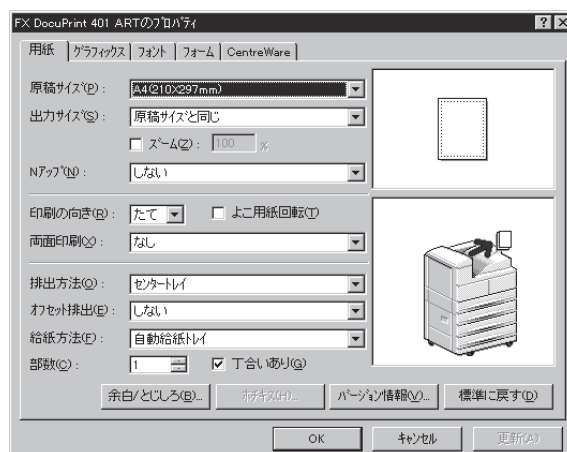 FX DocuPrint 401 ARTのﾌﾟﾛﾊﾟﾃｨ
用紙 ｸﾞﾗﾌｨｯｸｽ ﾌｫﾝﾄ ﾌｫｰﾑ CentreWare
原稿ｻｲｽﾞ(P): A4(210X297mm)
出力ｻｲｽﾞ(S): 原稿ｻｲｽﾞと同じ
ｽﾞｰﾑ(Z): 100 %
Nｱｯﾌﾟ(N): しない
印刷の向き(R): たて よこ用紙回転(T)
両面印刷(X): なし
排出方法(O): ｾﾝﾀｰﾄﾚｲ
ｵﾌｾｯﾄ排出(E): しない
給紙方法(F): 自動給紙ﾄﾚｲ
部数(C): 1 丁合いあり(G)
余白/とじしろ(B)... ﾎﾁｷｽ(H)... ﾊﾞｰｼﾞｮﾝ情報(V)... 標準に戻す(D)
OK ｷｬﾝｾﾙ 更新(A)